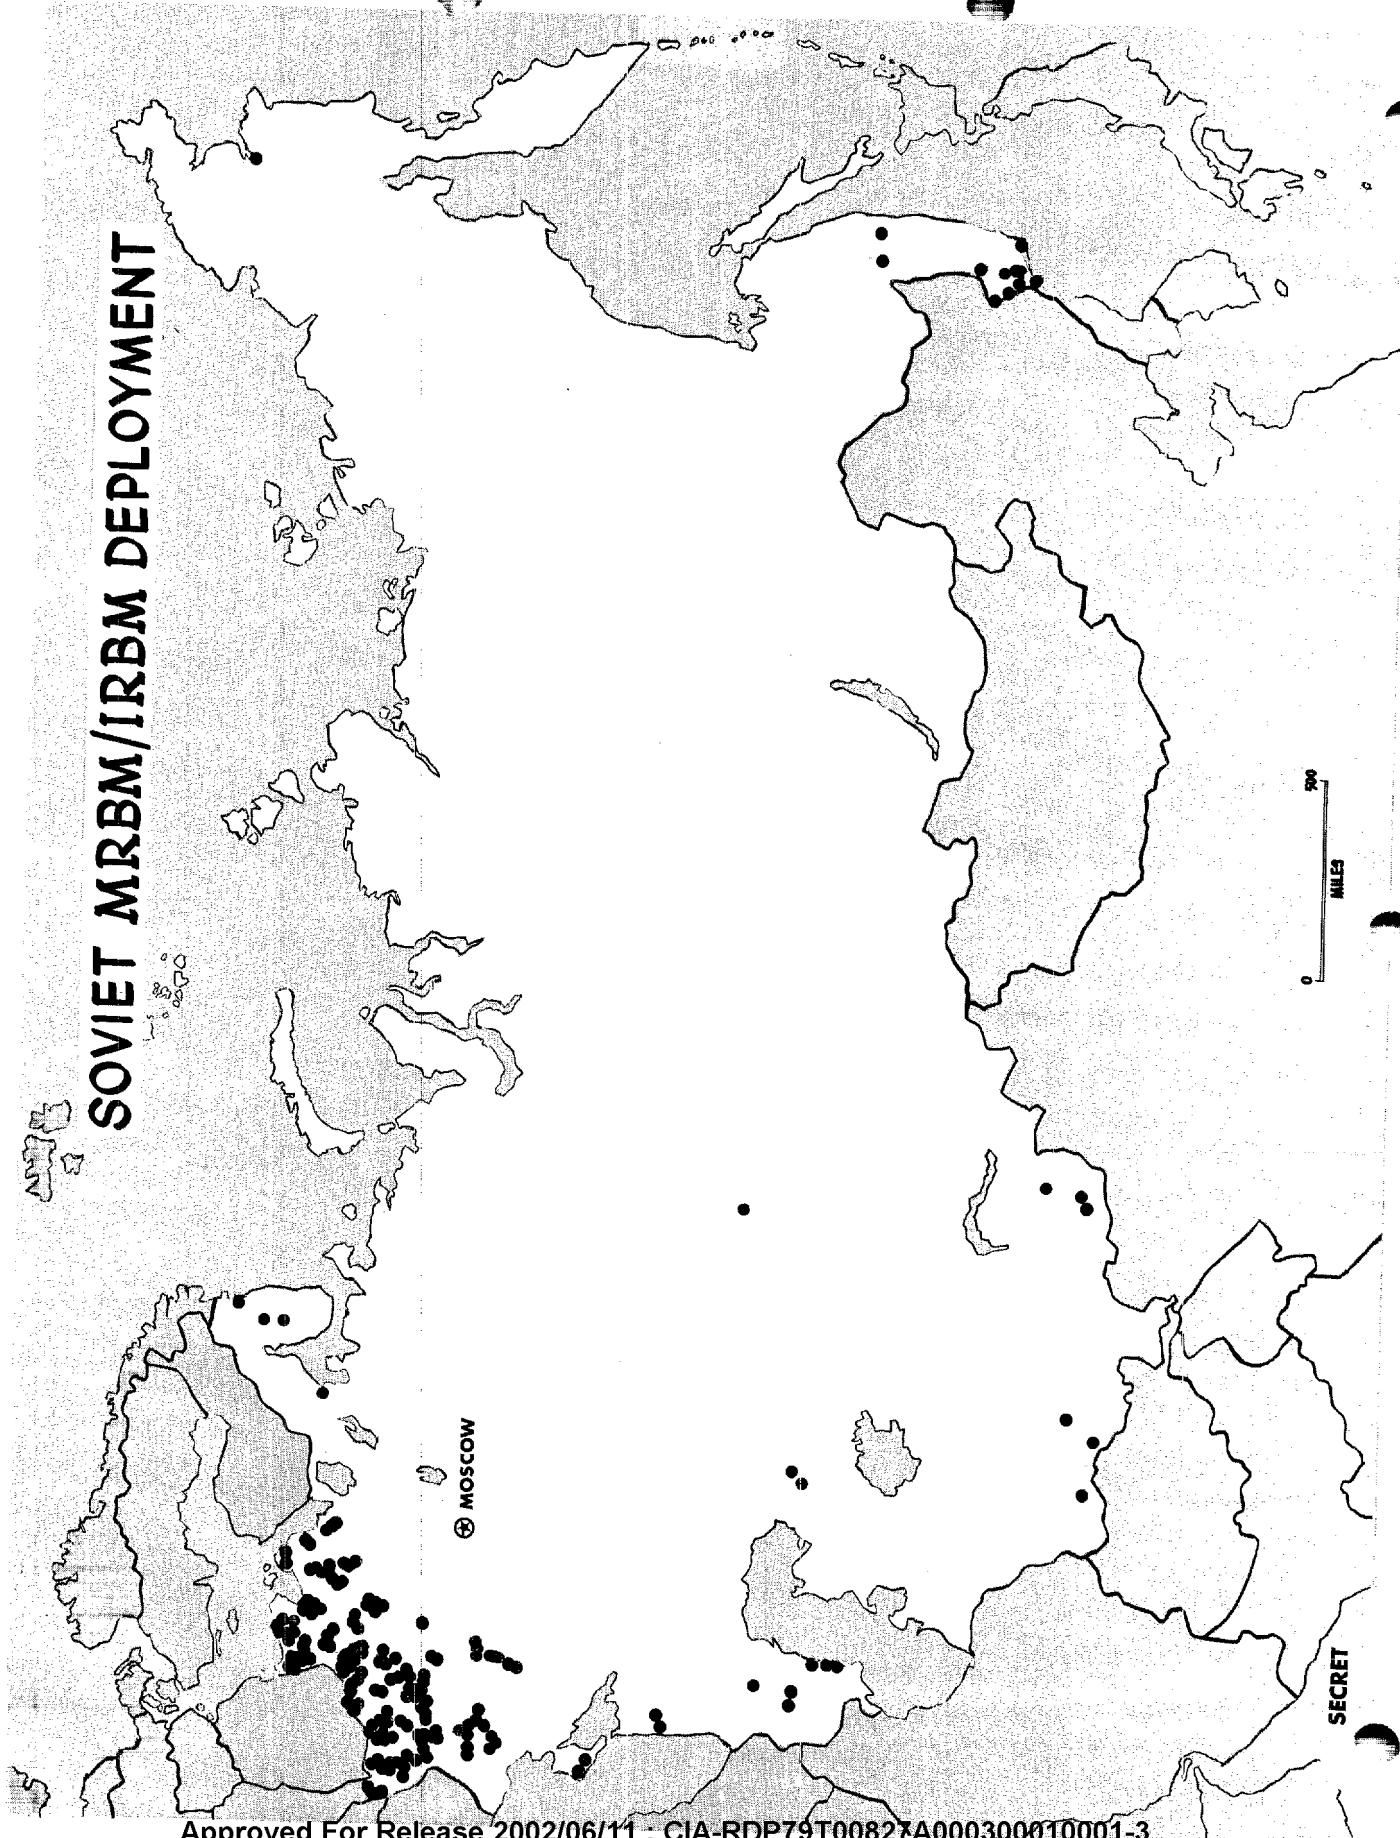 SOVIET MRBM/IRBM DEPLOYMENT
MOSCOW
0 500
MILES
SECRET
Approved For Release 2002/06/11 : CIA-RDP79T00827A000300010001-3